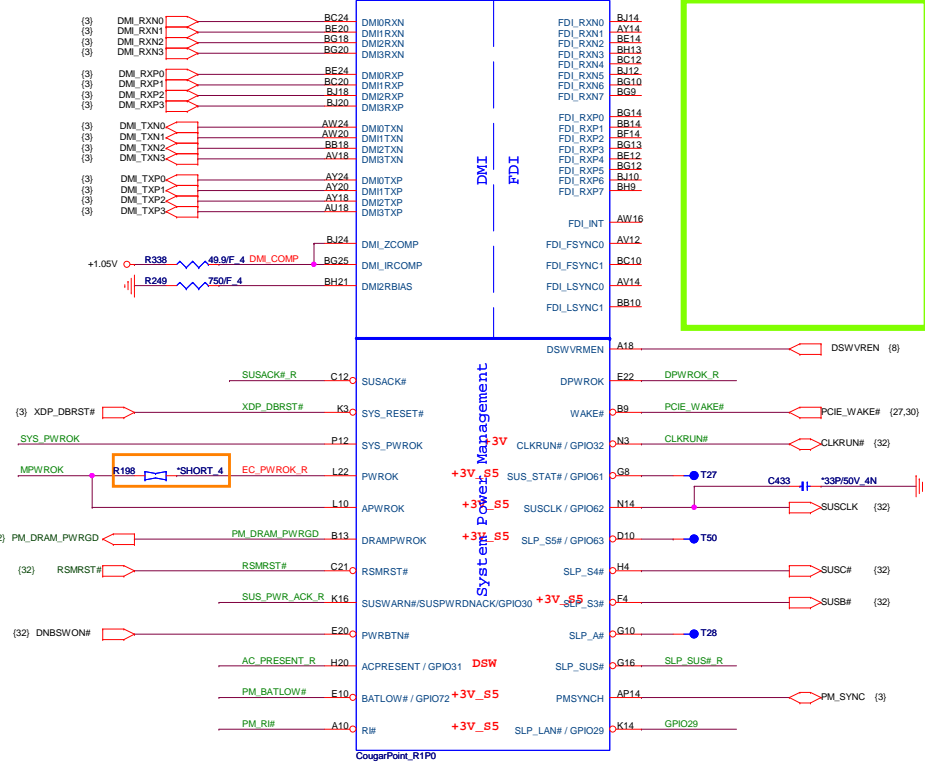 {3} DMI_RXN0 BC24 DMI0RXN FDI_RXN0 BJ14
{3} DMI_RXN1 BE20 DMI1RXN FDI_RXN1 AY14
{3} DMI_RXN2 BG18 DMI2RXN FDI_RXN2 BE14
{3} DMI_RXN3 BG20 DMI3RXN FDI_RXN3 BH13
FDI_RXN4 BC12
{3} DMI_RXP0 BE24 DMI0RXP FDI_RXN5 BJ12
{3} DMI_RXP1 BC20 DMI1RXP FDI_RXN6 BG10
{3} DMI_RXP2 BJ18 DMI2RXP FDI_RXN7 BG9
{3} DMI_RXP3 BJ20 DMI3RXP
FDI_RXP0 BG14
{3} DMI_TXN0 AW24 DMI0TXN FDI_RXP1 BB14
{3} DMI_TXN1 AW20 DMI1TXN FDI_RXP2 BF14
{3} DMI_TXN2 BB18 DMI2TXN FDI_RXP3 BG13
{3} DMI_TXN3 AV18 DMI3TXN FDI_RXP4 BE12
FDI_RXP5 BG12
{3} DMI_TXP0 AY24 DMI0TXP FDI_RXP6 BJ10
{3} DMI_TXP1 AY20 DMI1TXP FDI_RXP7 BH9
{3} DMI_TXP2 AY18 DMI2TXP
{3} DMI_TXP3 AU18 DMI3TXP
DMI
FDI
FDI_INT AW16
BJ24 DMI_ZCOMP FDI_FSYNC0 AV12
+1.05V R338 49.9/F_4 DMI_COMP BG25 DMI_IRCOMP FDI_FSYNC1 BC10
R249 750/F_4 BH21 DMI2RBIAS FDI_LSYNC0 AV14
FDI_LSYNC1 BB10
System Power Management
DSWVRMEN A18 DSWVREN {8}
SUSACK#_R C12 SUSACK# DPWROK E22 DPWROK_R
{3} XDP_DBRST# XDP_DBRST# K3 SYS_RESET# WAKE# B9 PCIE_WAKE# PCIE_WAKE# {27,30}
SYS_PWROK P12 SYS_PWROK +3V CLKRUN# / GPIO32 N3 CLKRUN# CLKRUN# {32}
MPWROK R198 *SHORT_4 EC_PWROK_R L22 PWROK +3V_S5 SUS_STAT# / GPIO61 G8 T27
C433 *33P/50V_4N
L10 APWROK +3V_S5 SUSCLK / GPIO62 N14 SUSCLK {32}
PM_DRAM_PWRGD PM_DRAM_PWRGD B13 DRAMPWROK +3V_S5 SLP_S5# / GPIO63 D10 T50
{32} RSMRST# RSMRST# C21 RSMRST# SLP_S4# H4 SUSC# {32}
SUS_PWR_ACK_R K16 SUSWARN#/SUSPWRDNACK/GPIO30 +3V_S5 SLP_S3# F4 SUSB# {32}
{32} DNBSWON# E20 PWRBTN# SLP_A# G10 T28
AC_PRESENT_R H20 ACPRESENT / GPIO31 DSW SLP_SUS# G16 SLP_SUS#_R
PM_BATLOW# E10 BATLOW# / GPIO72 +3V_S5 PMSYNCH AP14 PM_SYNC {3}
PM_RI# A10 RI# +3V_S5 SLP_LAN# / GPIO29 K14 GPIO29
CougarPoint_R1P0